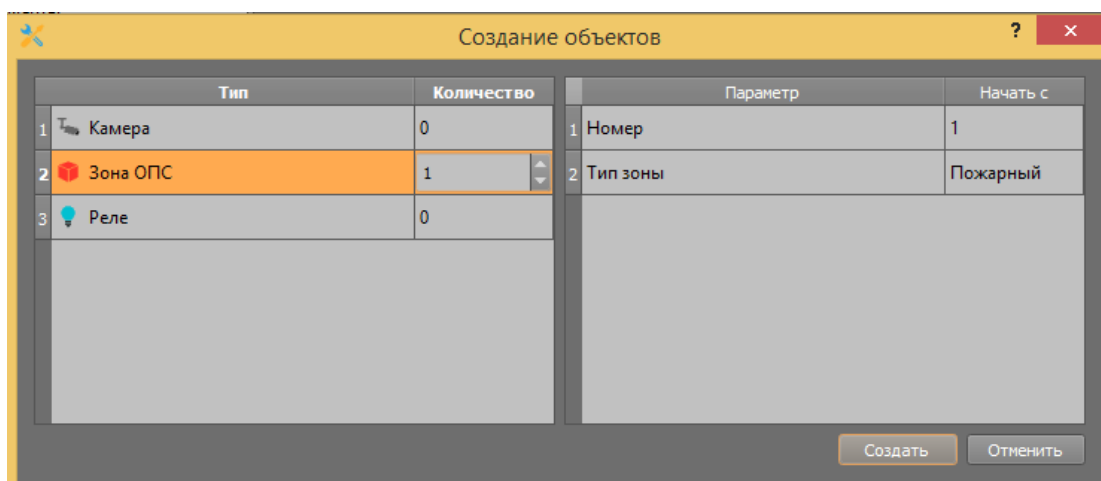 Создание объектов ? ×
Тип Количество Параметр Начать с
1 Камера 0 1 Номер 1
2 Зона ОПС 1 2 Тип зоны Пожарный
3 Реле 0
Создать Отменить